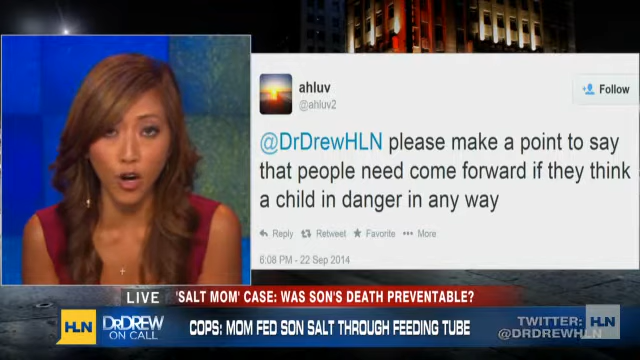 ahluv
@ahluv2
Follow
@DrDrewHLN please make a point to say
that people need come forward if they think
a child in danger in any way
Reply Retweet Favorite ••• More
6:08 PM - 22 Sep 2014
LIVE 'SALT MOM' CASE: WAS SON'S DEATH PREVENTABLE?
HLN DR.DREW ON CALL
COPS: MOM FED SON SALT THROUGH FEEDING TUBE
TWITTER:
@DRDREWHLN
HLN